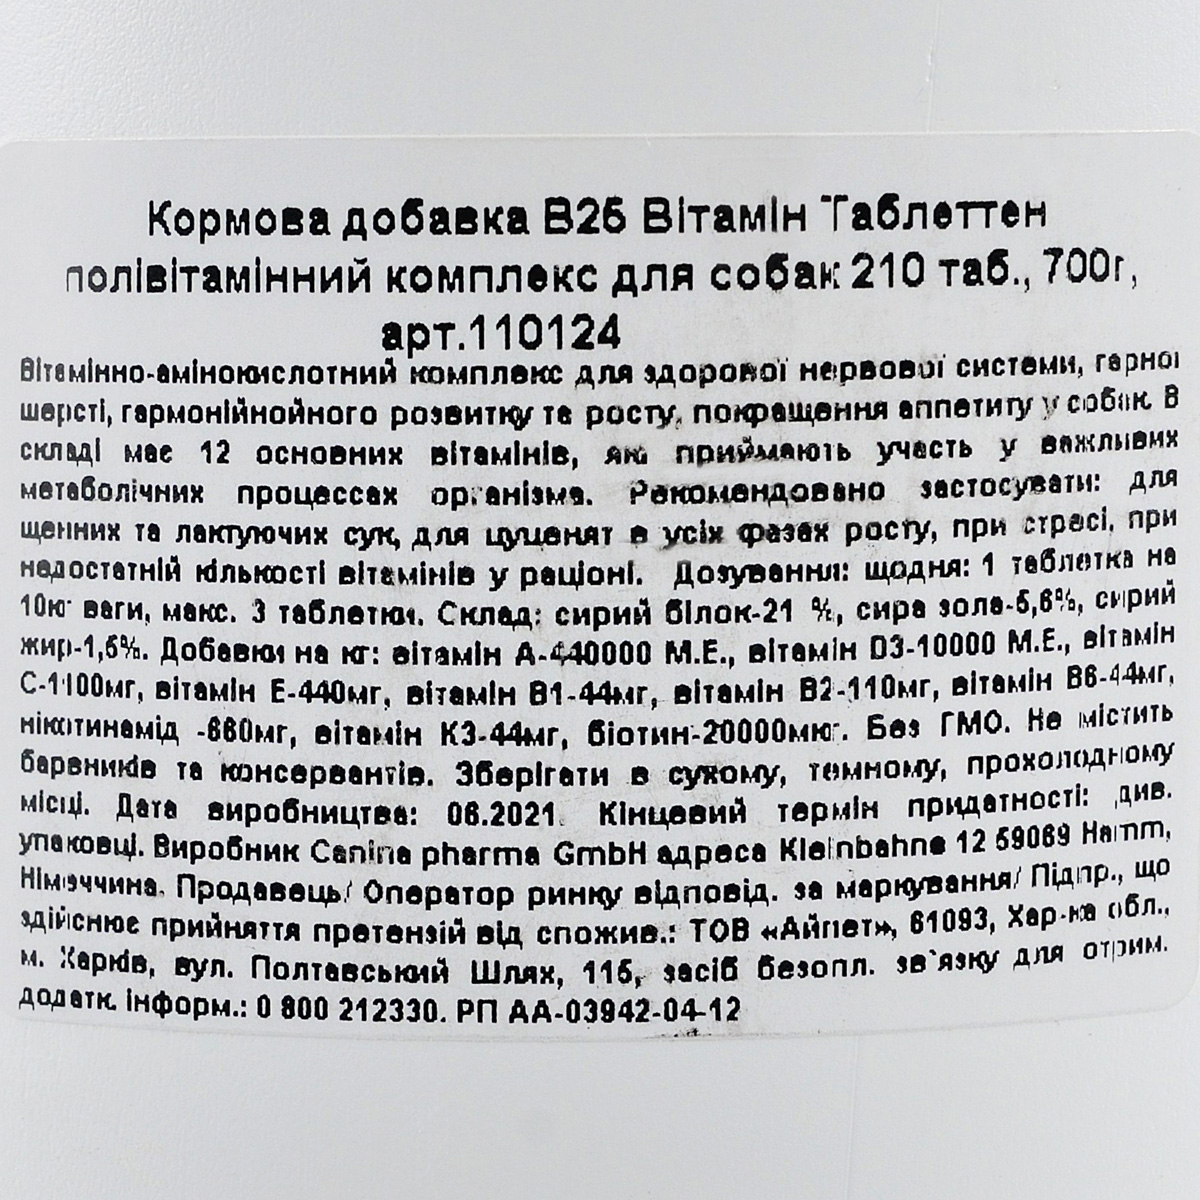 Кормова добавка В26 Вітамін Таблеттен
полівітамінний комплекс для собак 210 таб., 700г,
арт.110124
Вітамінно-амінокислотний комплекс для здорової нервової системи, гарної
шерсті, гармонійнойного розвитку та росту, покращення аппетиту у собак. В
складі має 12 основних вітамінів, які приймають участь у важливих
метаболічних процессах організма. Рекомендовано застосувати: для
щенних та лактуючих сук, для цуценят в усіх фазах росту, при стресі, при
недостатній кількості вітамінів у раціоні. Дозування: щодня: 1 таблетка на
10кг ваги, макс. 3 таблетки. Склад: сирий білок-21 %, сира зола-5,6%, сирий
жир-1,5%. Добавки на кг: вітамін А-440000 М.Е., вітамін D3-10000 М.Е., вітамін
С-1100мг, вітамін Е-440мг, вітамін В1-44мг, вітамін В2-110мг, вітамін В6-44мг,
нікотинамід -660мг, вітамін К3-44мг, біотин-20000мкг. Без ГМО. Не містить
барвників та консервантів. Зберігати в сухому, темному, прохолодному
місці. Дата виробництва: 06.2021. Кінцевий термін придатності: див.
упаковці. Виробник Canina pharma GmbH адреса Kleinbahne 12 59069 Hamm,
Німеччина. Продавець/ Оператор ринку відповід. за маркування/ Підпр., що
здійснює прийняття претензій від спожив.: ТОВ «Айпет», 61093, Хар-ка обл.,
м. Харків, вул. Полтавський Шлях, 115, засіб безопл. зв'язку для отрим.
додатк. інформ.: 0 800 212330. РП АА-03942-04-12